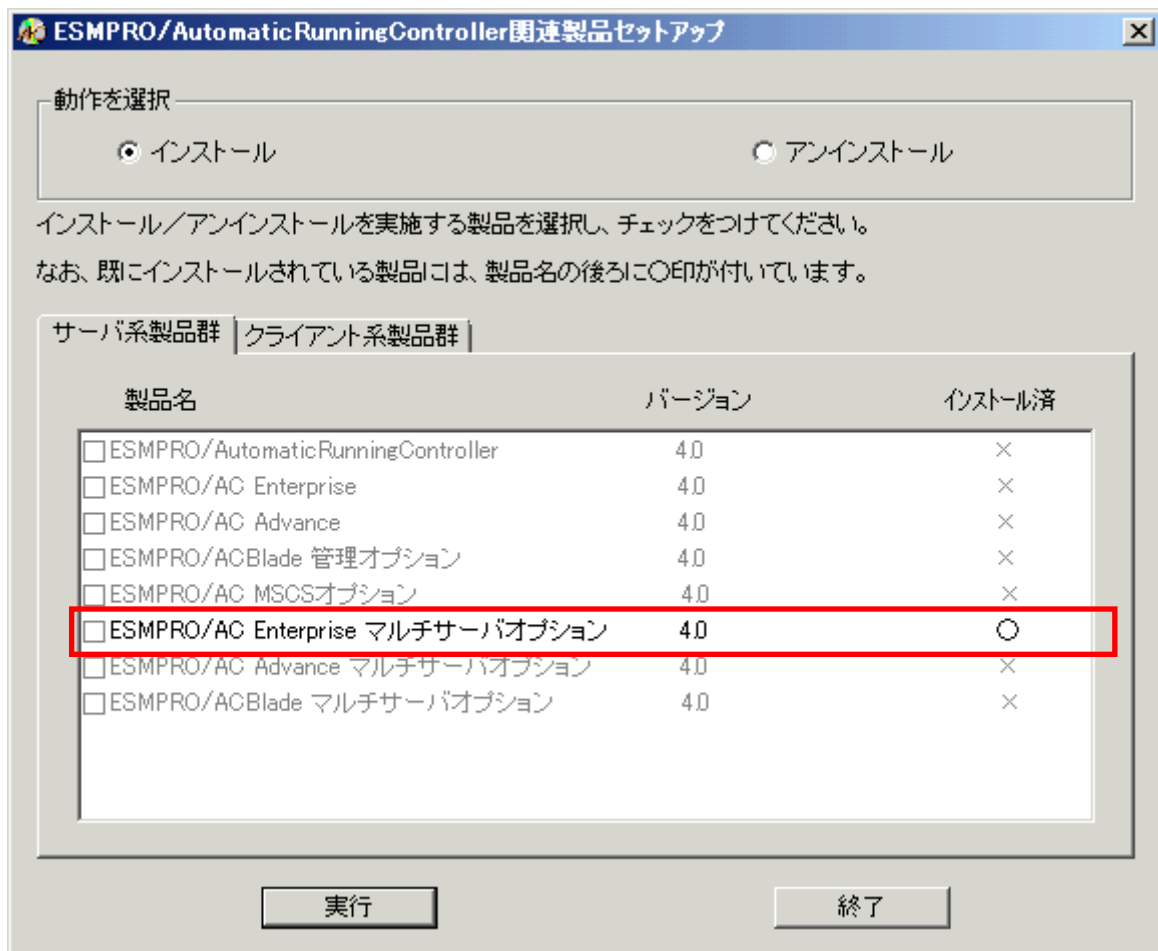 ESMPRO/AutomaticRunningController関連製品セットアップ
動作を選択
インストール アンインストール
インストール／アンインストールを実施する製品を選択し、チェックをつけてください。
なお、既にインストールされている製品には、製品名の後ろに〇印が付いています。
サーバ系製品群 クライアント系製品群
製品名 バージョン インストール済
ESMPRO/AutomaticRunningController 4.0 ×
ESMPRO/AC Enterprise 4.0 ×
ESMPRO/AC Advance 4.0 ×
ESMPRO/ACBlade 管理オプション 4.0 ×
ESMPRO/AC MSCSオプション 4.0 ×
ESMPRO/AC Enterprise マルチサーバオプション 4.0 〇
ESMPRO/AC Advance マルチサーバオプション 4.0 ×
ESMPRO/ACBlade マルチサーバオプション 4.0 ×
実行 終了